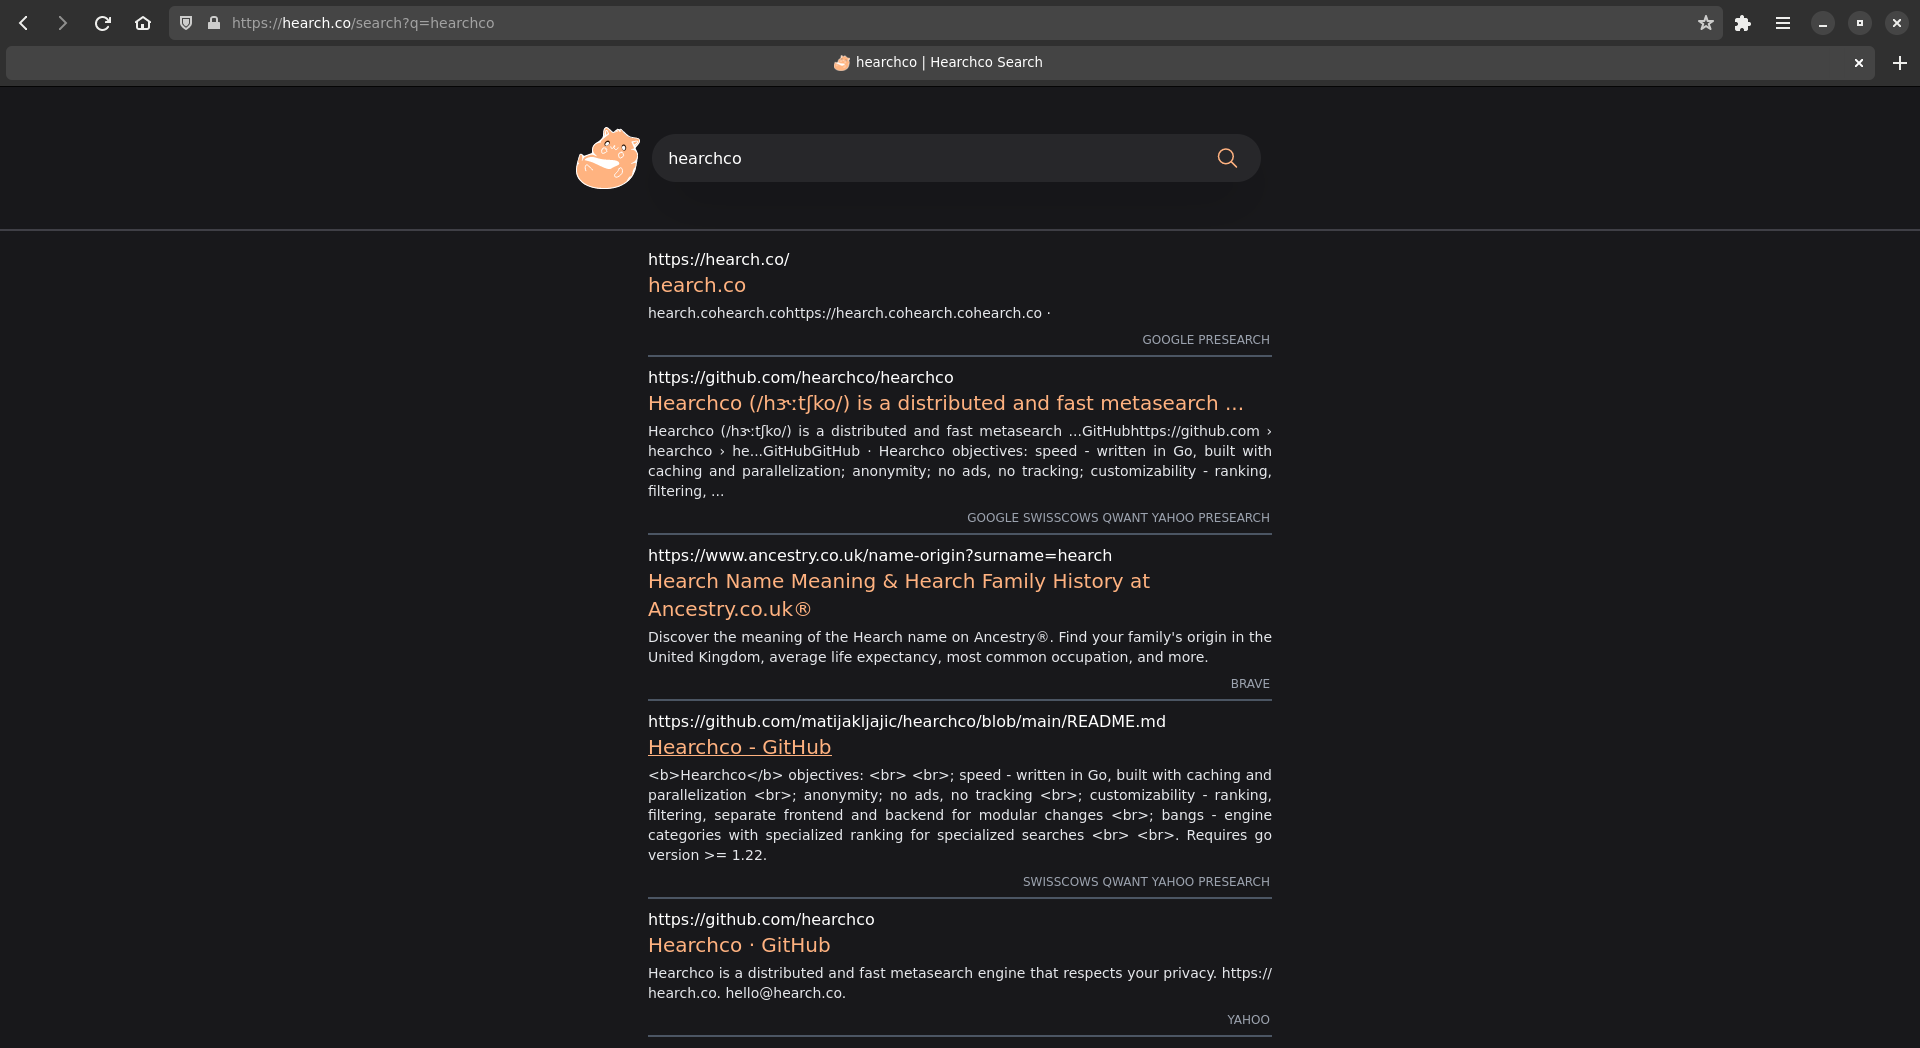 https://hearch.co/search?q=hearchco
hearchco | Hearchco Search
hearchco
https://hearch.co/
hearch.co
hearch.cohearch.cohttps://hearch.cohearch.cohearch.co ·
GOOGLE PRESEARCH
https://github.com/hearchco/hearchco
Hearchco (/hɝːtʃko/) is a distributed and fast metasearch ...
Hearchco (/hɝːtʃko/) is a distributed and fast metasearch ...GitHubhttps://github.com ›
hearchco › he...GitHubGitHub · Hearchco objectives: speed - written in Go, built with
caching and parallelization; anonymity; no ads, no tracking; customizability - ranking,
filtering, ...
GOOGLE SWISSCOWS QWANT YAHOO PRESEARCH
https://www.ancestry.co.uk/name-origin?surname=hearch
Hearch Name Meaning & Hearch Family History at
Ancestry.co.uk®
Discover the meaning of the Hearch name on Ancestry®. Find your family's origin in the
United Kingdom, average life expectancy, most common occupation, and more.
BRAVE
https://github.com/matijakljajic/hearchco/blob/main/README.md
Hearchco - GitHub
<b>Hearchco</b> objectives: <br> <br>; speed - written in Go, built with caching and
parallelization <br>; anonymity; no ads, no tracking <br>; customizability - ranking,
filtering, separate frontend and backend for modular changes <br>; bangs - engine
categories with specialized ranking for specialized searches <br> <br>. Requires go
version >= 1.22.
SWISSCOWS QWANT YAHOO PRESEARCH
https://github.com/hearchco
Hearchco · GitHub
Hearchco is a distributed and fast metasearch engine that respects your privacy. https://
hearch.co. hello@hearch.co.
YAHOO